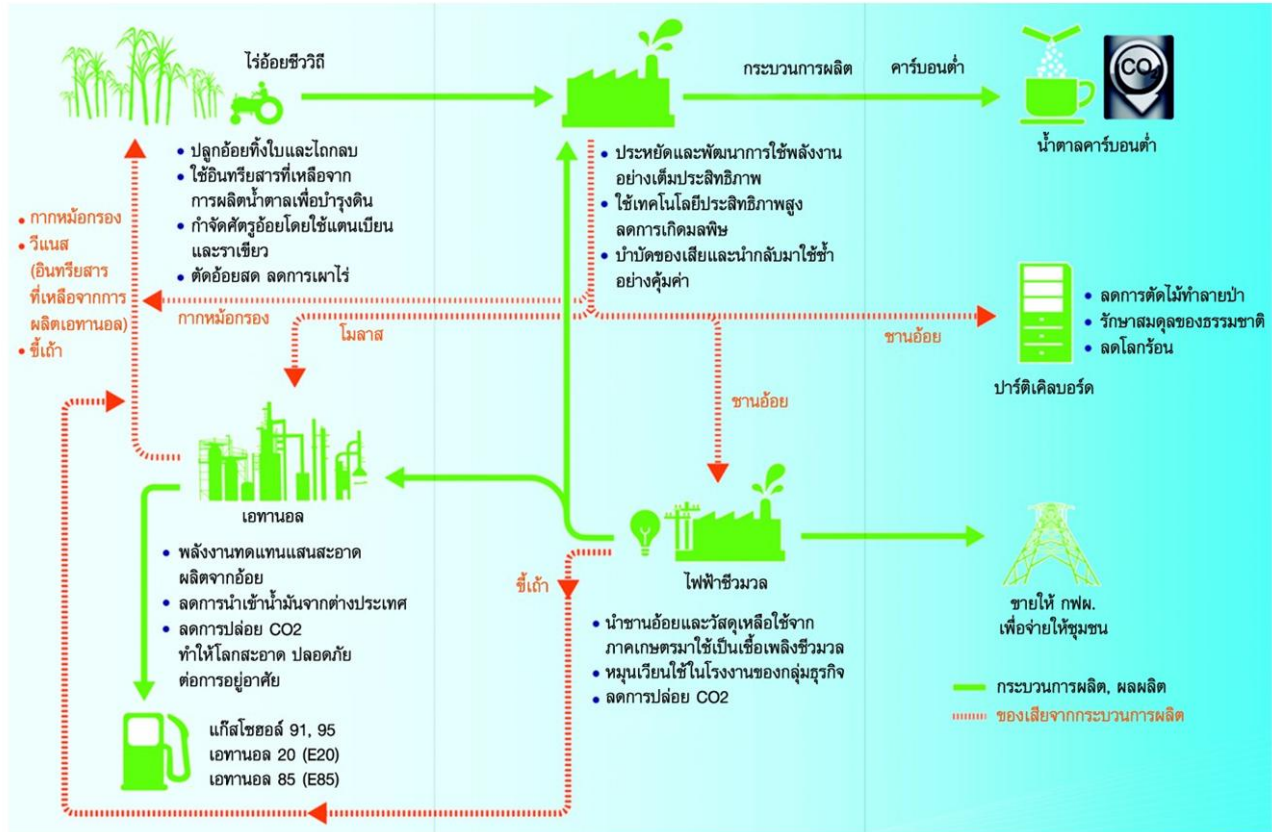 ไร่อ้อยชีววิถี
• ปลูกอ้อยทิ้งใบและไถกลบ
• ใช้อินทรียสารที่เหลือจาก
การผลิตน้ำตาลเพื่อบำรุงดิน
• กำจัดศัตรูอ้อยโดยใช้แตนเบียน
และราเขียว
• ตัดอ้อยสด ลดการเผาไร่
กระบวนการผลิต
คาร์บอนต่ำ
CO2
น้ำตาลคาร์บอนต่ำ
• ประหยัดและพัฒนาการใช้พลังงาน
อย่างเต็มประสิทธิภาพ
• ใช้เทคโนโลยีประสิทธิภาพสูง
ลดการเกิดมลพิษ
• บำบัดของเสียและนำกลับมาใช้ซ้ำ
อย่างคุ้มค่า
• กากหม้อกรอง
• วีแนส
(อินทรียสาร
ที่เหลือจากการ
ผลิตเอทานอล)
• ขี้เถ้า
กากหม้อกรอง
โมลาส
ชานอ้อย
ชานอ้อย
• ลดการตัดไม้ทำลายป่า
• รักษาสมดุลของธรรมชาติ
• ลดโลกร้อน
ปาร์ติเคิลบอร์ด
เอทานอล
• พลังงานทดแทนแสนสะอาด
ผลิตจากอ้อย
• ลดการนำเข้าน้ำมันจากต่างประเทศ
• ลดการปล่อย CO2
ทำให้โลกสะอาด ปลอดภัย
ต่อการอยู่อาศัย
แก๊สโซฮอล์ 91, 95
เอทานอล 20 (E20)
เอทานอล 85 (E85)
ขี้เถ้า
ไฟฟ้าชีวมวล
• นำชานอ้อยและวัสดุเหลือใช้จาก
ภาคเกษตรมาใช้เป็นเชื้อเพลิงชีวมวล
• หมุนเวียนใช้ในโรงงานของกลุ่มธุรกิจ
• ลดการปล่อย CO2
ขายให้ กฟผ.
เพื่อจ่ายให้ชุมชน
กระบวนการผลิต, ผลผลิต
ของเสียจากกระบวนการผลิต